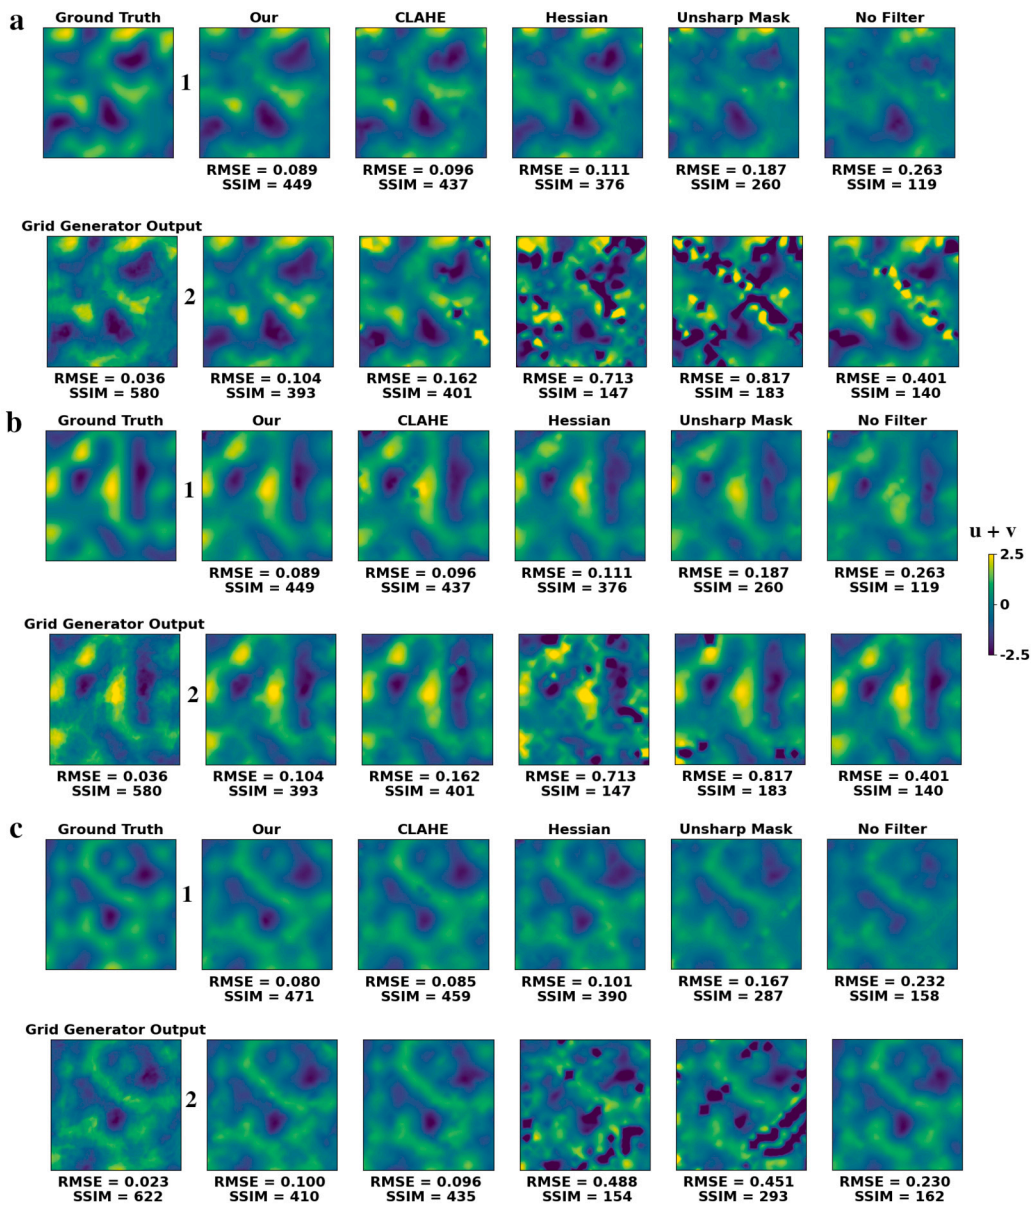 a
Ground Truth Our CLAHE Hessian Unsharp Mask No Filter
1
RMSE = 0.089 RMSE = 0.096 RMSE = 0.111 RMSE = 0.187 RMSE = 0.263
SSIM = 449 SSIM = 437 SSIM = 376 SSIM = 260 SSIM = 119
Grid Generator Output
2
RMSE = 0.036 RMSE = 0.104 RMSE = 0.162 RMSE = 0.713 RMSE = 0.817 RMSE = 0.401
SSIM = 580 SSIM = 393 SSIM = 401 SSIM = 147 SSIM = 183 SSIM = 140
b
Ground Truth Our CLAHE Hessian Unsharp Mask No Filter
1
RMSE = 0.089 RMSE = 0.096 RMSE = 0.111 RMSE = 0.187 RMSE = 0.263
SSIM = 449 SSIM = 437 SSIM = 376 SSIM = 260 SSIM = 119
u + v
2.5
0
-2.5
Grid Generator Output
2
RMSE = 0.036 RMSE = 0.104 RMSE = 0.162 RMSE = 0.713 RMSE = 0.817 RMSE = 0.401
SSIM = 580 SSIM = 393 SSIM = 401 SSIM = 147 SSIM = 183 SSIM = 140
c
Ground Truth Our CLAHE Hessian Unsharp Mask No Filter
1
RMSE = 0.080 RMSE = 0.085 RMSE = 0.101 RMSE = 0.167 RMSE = 0.232
SSIM = 471 SSIM = 459 SSIM = 390 SSIM = 287 SSIM = 158
Grid Generator Output
2
RMSE = 0.023 RMSE = 0.100 RMSE = 0.096 RMSE = 0.488 RMSE = 0.451 RMSE = 0.230
SSIM = 622 SSIM = 410 SSIM = 435 SSIM = 154 SSIM = 293 SSIM = 162